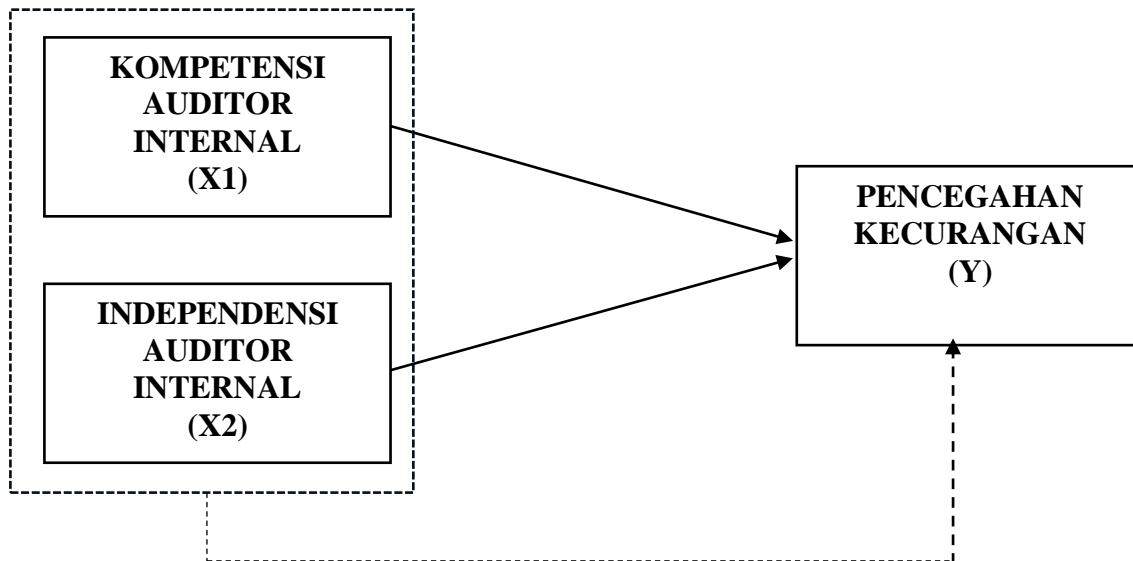 KOMPETENSI
AUDITOR
INTERNAL
(X1)
PENCEGAHAN
KECURANGAN
(Y)
INDEPENDENSI
AUDITOR
INTERNAL
(X2)